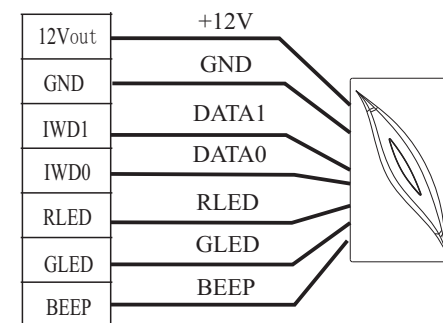 12Vout +12V
GND GND
IWD1 DATA1
IWD0 DATA0
RLED RLED
GLED GLED
BEEP BEEP